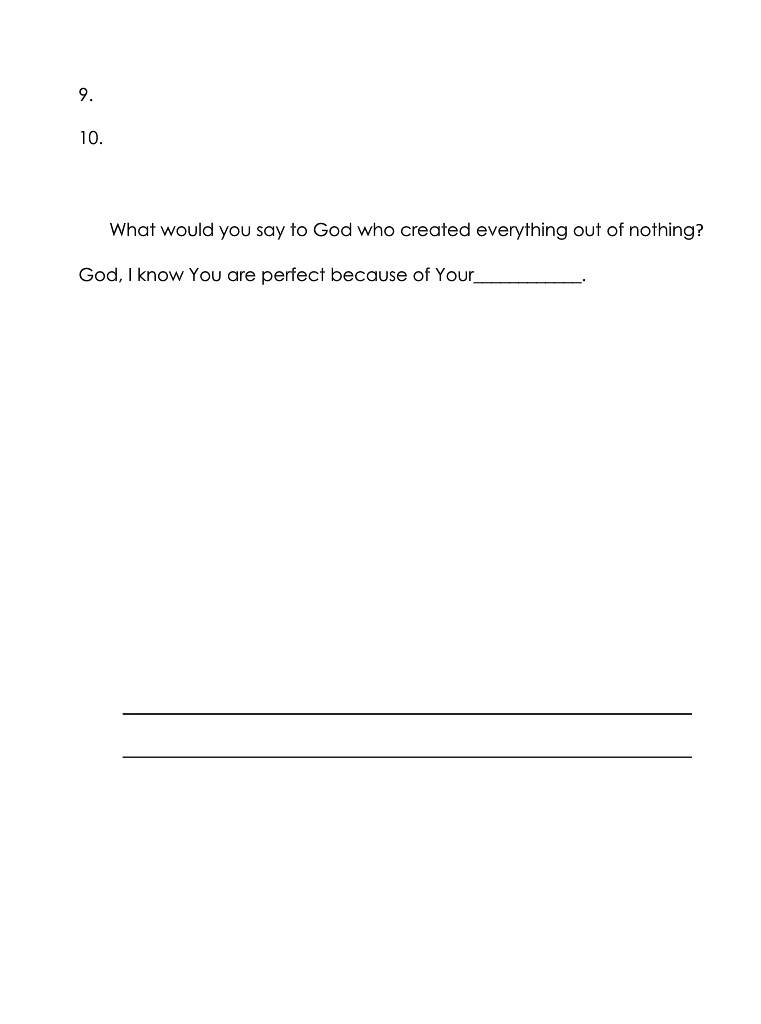 9.
10.
What would you say to God who created everything out of nothing?
God, I know You are perfect because of Your____________.